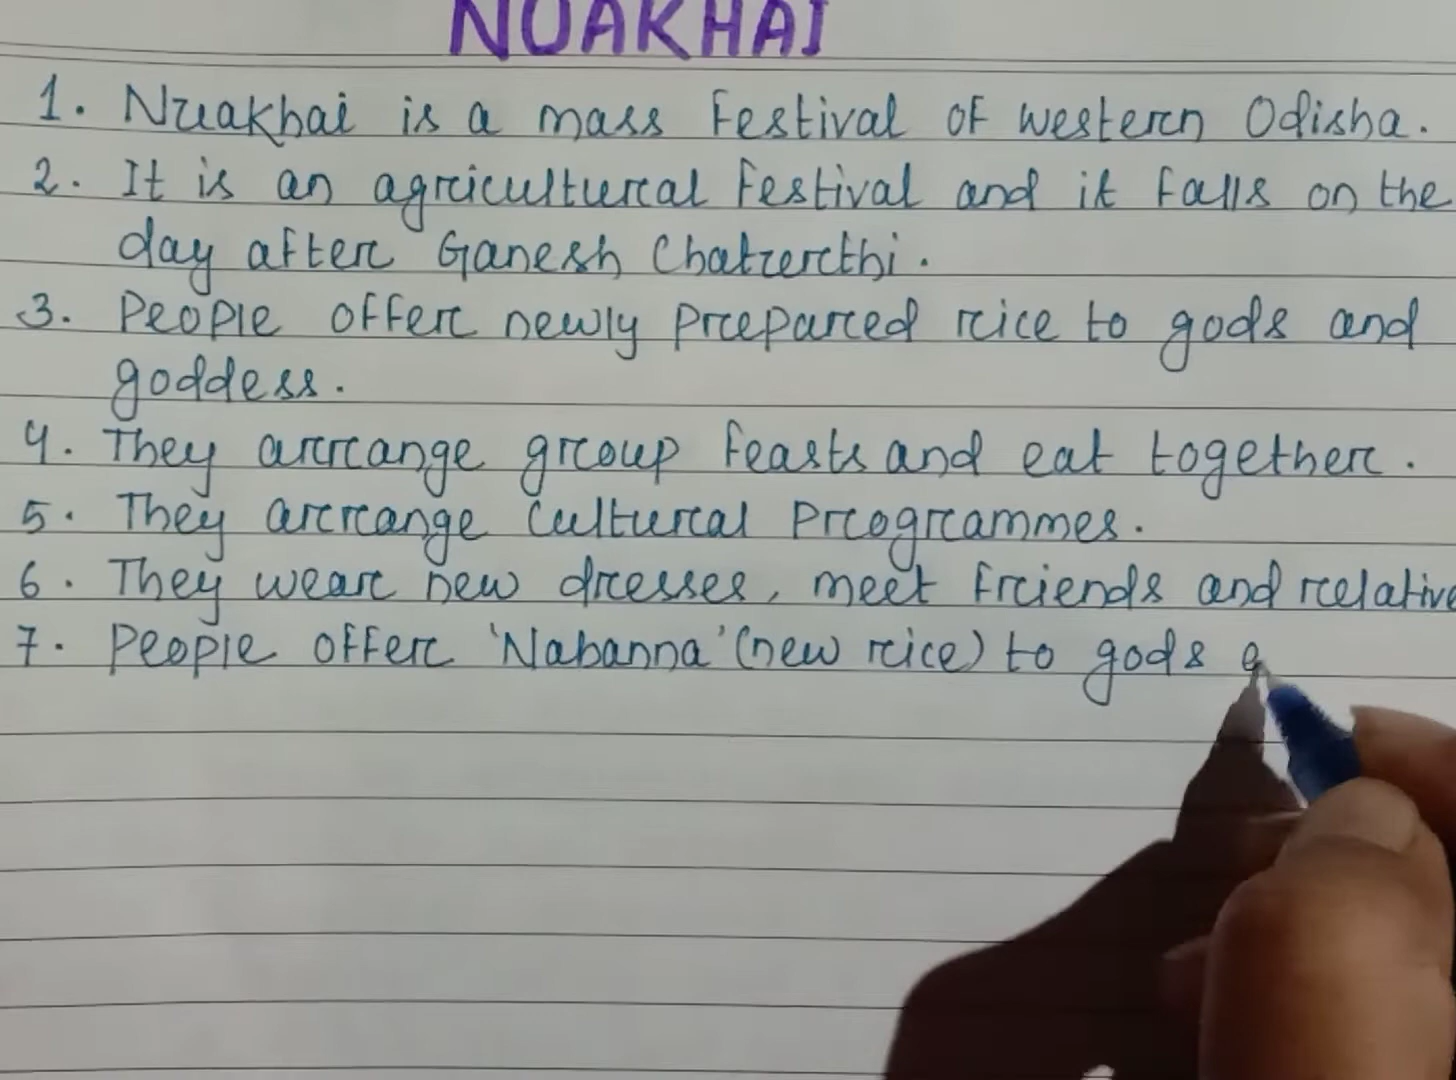 NUAKHAI
1. Nuakhai is a mass festival of western Odisha.
2. It is an agricultural festival and it falls on the
day after Ganesh Chaturthi.
3. People offer newly prepared rice to gods and
goddess.
4. They arrange group feasts and eat together.
5. They arrange cultural programmes.
6. They wear new dresses, meet friends and relative
7. People offer 'Nabanna' (new rice) to gods